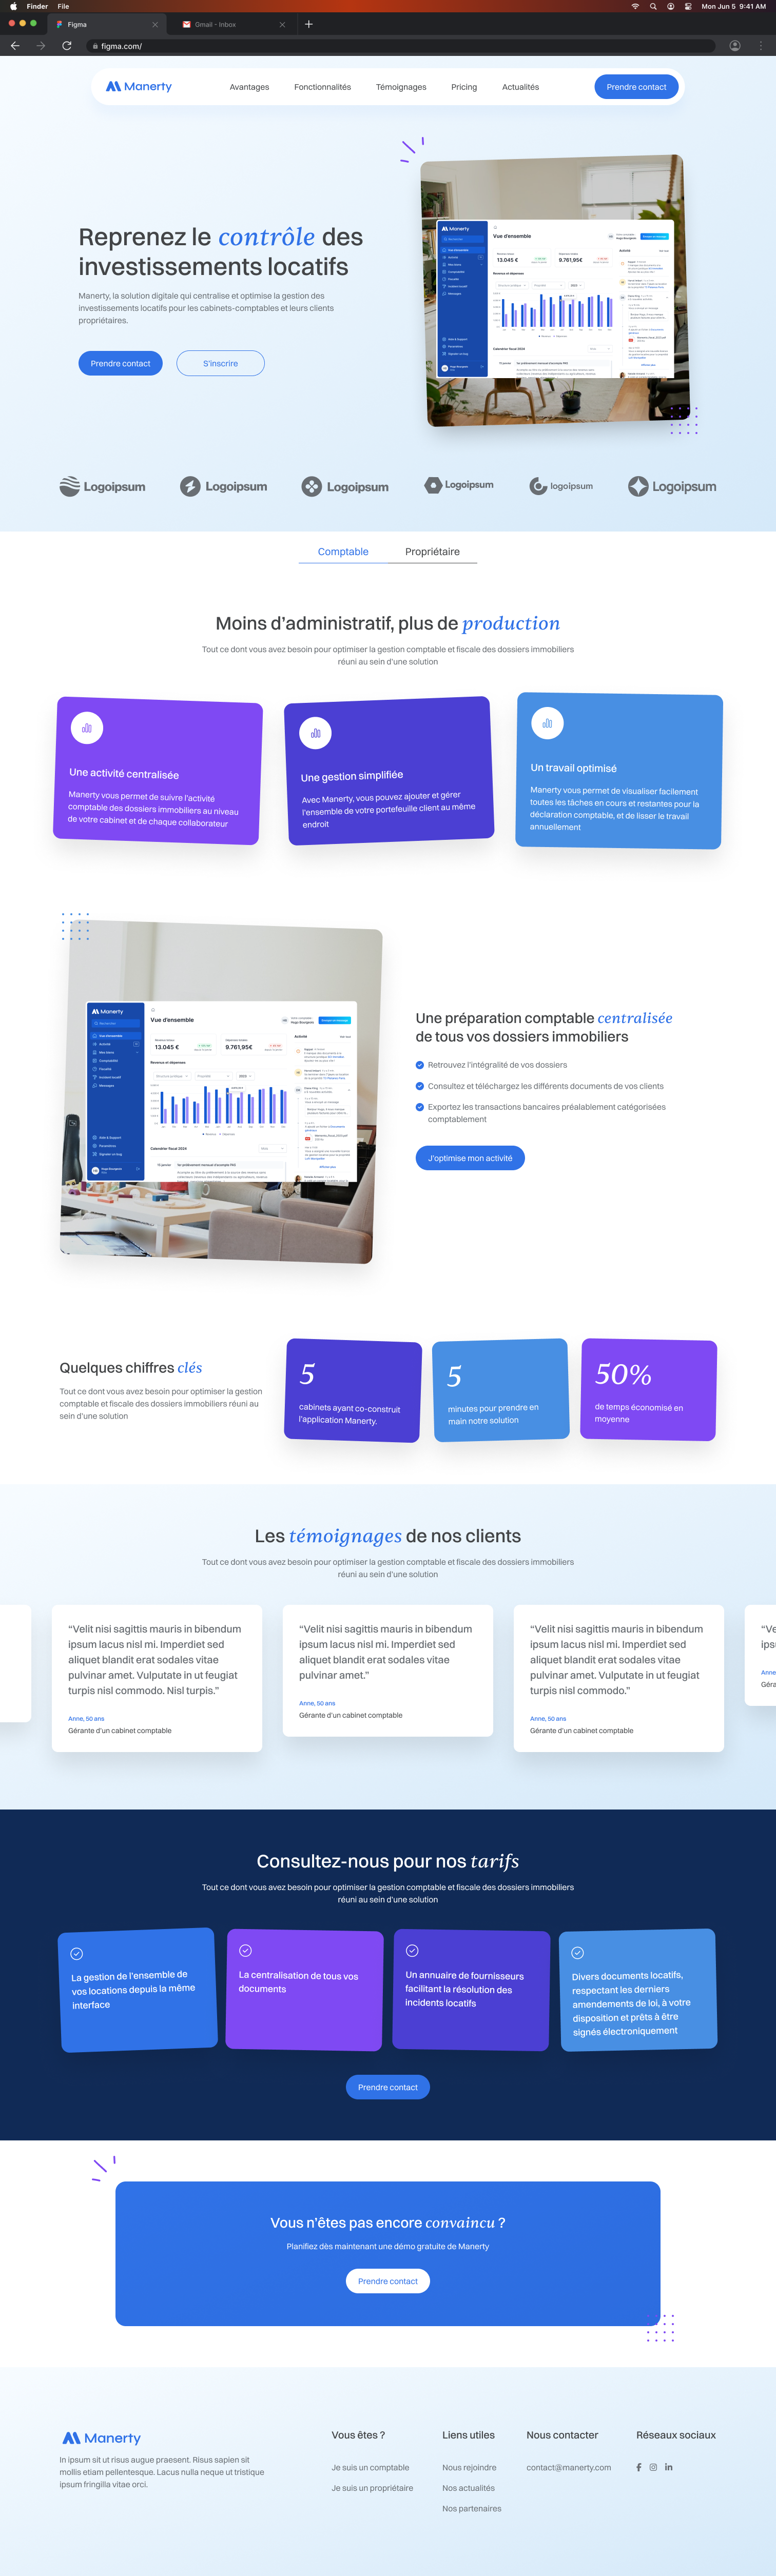 Finder File
Mon Jun 5 9:41 AM
Figma
Gmail - Inbox
figma.com/
Manerty
Avantages
Fonctionnalités
Témoignages
Pricing
Actualités
Prendre contact
Reprenez le contrôle des
investissements locatifs
Manerty, la solution digitale qui centralise et optimise la gestion des
investissements locatifs pour les cabinets-comptables et leurs clients
propriétaires.
Prendre contact
S'inscrire
Manerty
Vue d'ensemble
13.045 €
9.761,95€
Revenus et dépenses
Logoipsum
Logoipsum
Logoipsum
Logoipsum
logoipsum
Logoipsum
Comptable
Propriétaire
Moins d'administratif, plus de production
Tout ce dont vous avez besoin pour optimiser la gestion comptable et fiscale des dossiers immobiliers
réuni au sein d'une solution
Une activité centralisée
Manerty vous permet de suivre l'activité
comptable des dossiers immobiliers au niveau
de votre cabinet et de chaque collaborateur
Une gestion simplifiée
Avec Manerty, vous pouvez ajouter et gérer
l'ensemble de votre portefeuille client au même
endroit
Un travail optimisé
Manerty vous permet de visualiser facilement
toutes les tâches en cours et restantes pour la
déclaration comptable, et de lisser le travail
annuellement
Manerty
Vue d'ensemble
Activité
13.045 €
9.761,95€
Revenus et dépenses
Calendrier fiscal 2024
Une préparation comptable centralisée
de tous vos dossiers immobiliers
Retrouvez l'intégralité de vos dossiers
Consultez et téléchargez les différents documents de vos clients
Exportez les transactions bancaires préalablement catégorisées
comptablement
J'optimise mon activité
Quelques chiffres clés
Tout ce dont vous avez besoin pour optimiser la gestion
comptable et fiscale des dossiers immobiliers réuni au
sein d'une solution
5
cabinets ayant co-construit
l'application Manerty.
5
minutes pour prendre en
main notre solution
50%
de temps économisé en
moyenne
Les témoignages de nos clients
Tout ce dont vous avez besoin pour optimiser la gestion comptable et fiscale des dossiers immobiliers
réuni au sein d'une solution
“Velit nisi sagittis mauris in bibendum
ipsum lacus nisl mi. Imperdiet sed
aliquet blandit erat sodales vitae
pulvinar amet. Vulputate in ut feugiat
turpis nisl commodo. Nisl turpis.”
Anne, 50 ans
Gérante d'un cabinet comptable
“Velit nisi sagittis mauris in bibendum
ipsum lacus nisl mi. Imperdiet sed
aliquet blandit erat sodales vitae
pulvinar amet.”
Anne, 50 ans
Gérante d'un cabinet comptable
“Velit nisi sagittis mauris in bibendum
ipsum lacus nisl mi. Imperdiet sed
aliquet blandit erat sodales vitae
pulvinar amet. Vulputate in ut feugiat
turpis nisl commodo.”
Anne, 50 ans
Gérante d'un cabinet comptable
Consultez-nous pour nos tarifs
Tout ce dont vous avez besoin pour optimiser la gestion comptable et fiscale des dossiers immobiliers
réuni au sein d'une solution
La gestion de l'ensemble de
vos locations depuis la même
interface
La centralisation de tous vos
documents
Un annuaire de fournisseurs
facilitant la résolution des
incidents locatifs
Divers documents locatifs,
respectant les derniers
amendements de loi, à votre
disposition et prêts à être
signés électroniquement
Prendre contact
Vous n'êtes pas encore convaincu ?
Planifiez dès maintenant une démo gratuite de Manerty
Prendre contact
Manerty
In ipsum sit ut risus augue praesent. Risus sapien sit
mollis etiam pellentesque. Lacus nulla neque ut tristique
ipsum fringilla vitae orci.
Vous êtes ?
Je suis un comptable
Je suis un propriétaire
Liens utiles
Nous rejoindre
Nos actualités
Nos partenaires
Nous contacter
contact@manerty.com
Réseaux sociaux